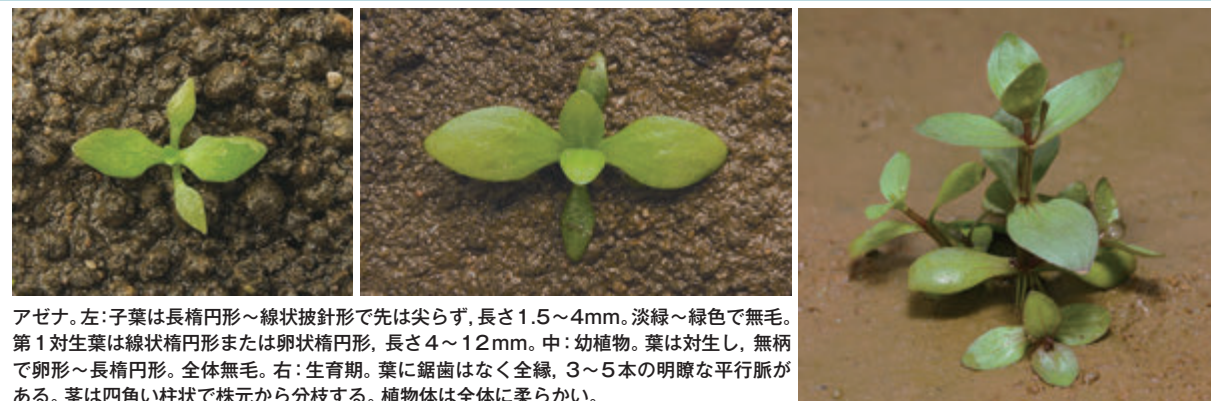 アゼナ。左：子葉は長楕円形～線状披針形で先は尖らず，長さ1.5～4mm。淡緑～緑色で無毛。
第1対生葉は線状楕円形または卵状楕円形，長さ4～12mm。中：幼植物。葉は対生し，無柄
で卵形～長楕円形。全体無毛。右：生育期。葉に鋸歯はなく全縁，3～5本の明瞭な平行脈が
ある。茎は四角い柱状で株元から分枝する。植物体は全体に柔らかい。